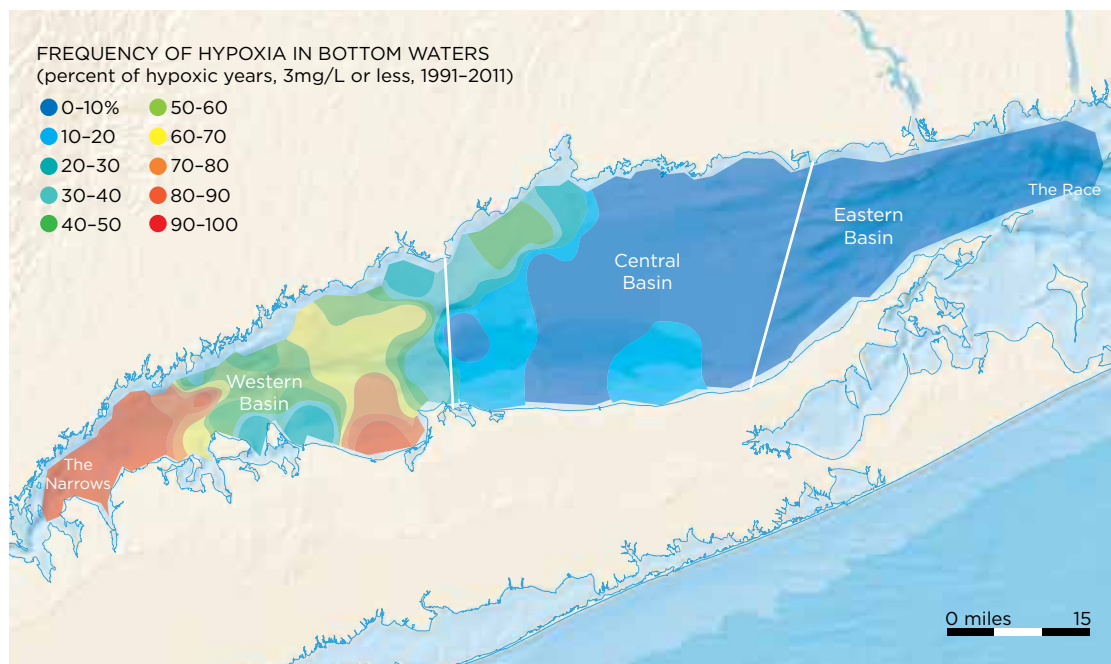 FREQUENCY OF HYPOXIA IN BOTTOM WATERS
(percent of hypoxic years, 3mg/L or less, 1991–2011)
0–10%
10–20
20–30
30–40
40–50
50-60
60-70
70–80
80–90
90–100
The Race
Eastern
Basin
Central
Basin
Western
Basin
The
Narrows
0 miles 15